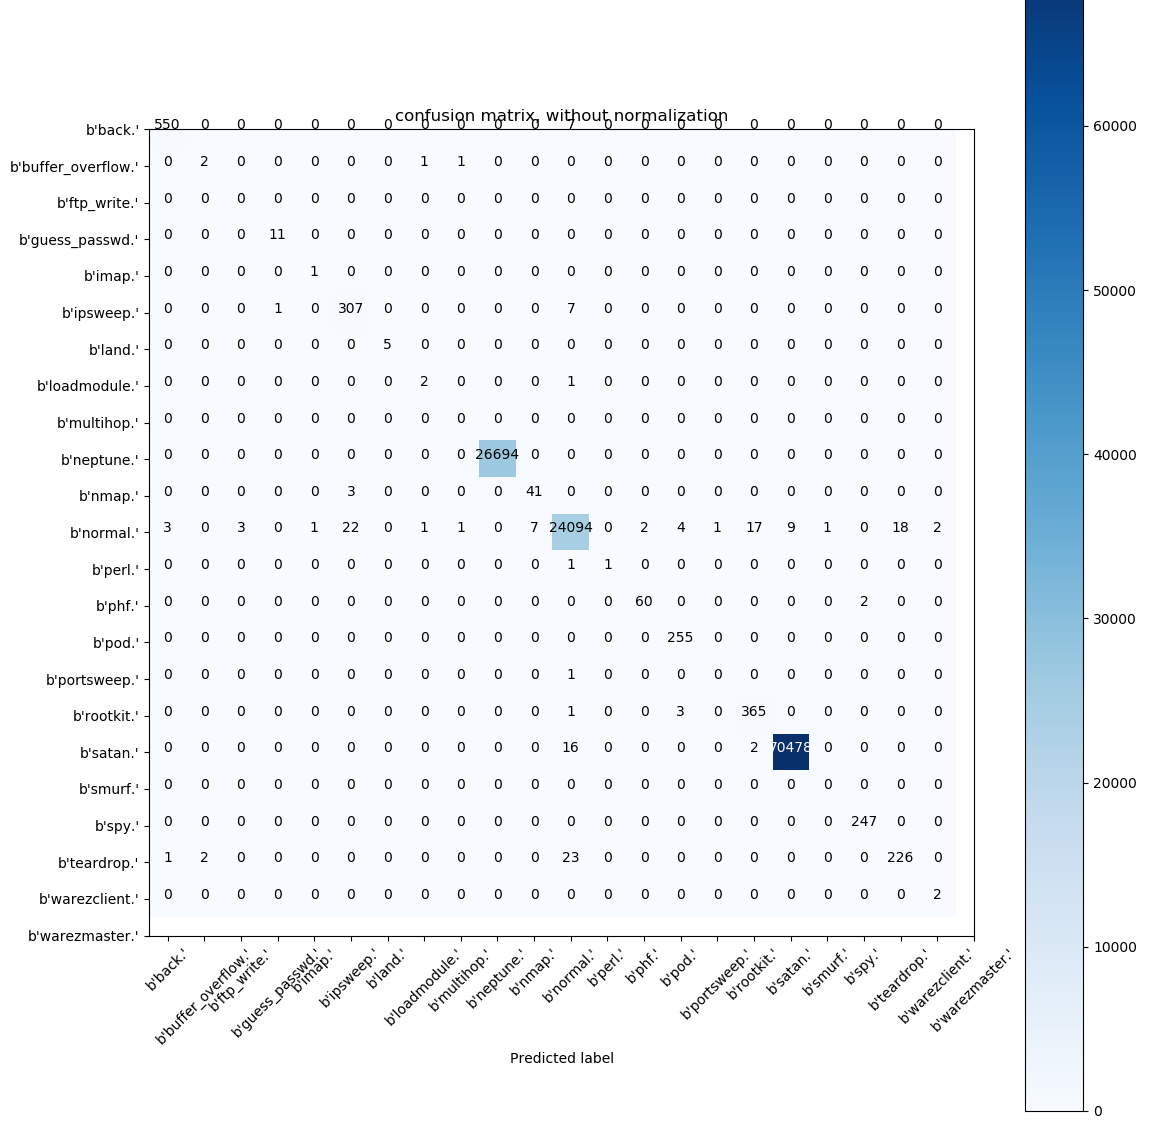 confusion matrix, without normalization
b'back.' 550 0 0 0 0 0 0 0 0 0 0 7 0 0 0 0 0 0 0 0 0 0
b'buffer_overflow.' 0 2 0 0 0 0 0 1 1 0 0 0 0 0 0 0 0 0 0 0 0 0
b'ftp_write.' 0 0 0 0 0 0 0 0 0 0 0 0 0 0 0 0 0 0 0 0 0 0
b'guess_passwd.' 0 0 0 11 0 0 0 0 0 0 0 0 0 0 0 0 0 0 0 0 0 0
b'imap.' 0 0 0 0 1 0 0 0 0 0 0 0 0 0 0 0 0 0 0 0 0 0
b'ipsweep.' 0 0 0 1 0 307 0 0 0 0 0 7 0 0 0 0 0 0 0 0 0 0
b'land.' 0 0 0 0 0 0 5 0 0 0 0 0 0 0 0 0 0 0 0 0 0 0
b'loadmodule.' 0 0 0 0 0 0 0 2 0 0 0 1 0 0 0 0 0 0 0 0 0 0
b'multihop.' 0 0 0 0 0 0 0 0 0 0 0 0 0 0 0 0 0 0 0 0 0 0
b'neptune.' 0 0 0 0 0 0 0 0 0 26694 0 0 0 0 0 0 0 0 0 0 0 0
b'nmap.' 0 0 0 0 0 3 0 0 0 0 41 0 0 0 0 0 0 0 0 0 0 0
b'normal.' 3 0 3 0 1 22 0 1 1 0 7 24094 0 2 4 1 17 9 1 0 18 2
b'perl.' 0 0 0 0 0 0 0 0 0 0 0 1 1 0 0 0 0 0 0 0 0 0
b'phf.' 0 0 0 0 0 0 0 0 0 0 0 0 0 60 0 0 0 0 0 2 0 0
b'pod.' 0 0 0 0 0 0 0 0 0 0 0 0 0 0 255 0 0 0 0 0 0 0
b'portsweep.' 0 0 0 0 0 0 0 0 0 0 0 1 0 0 0 0 0 0 0 0 0 0
b'rootkit.' 0 0 0 0 0 0 0 0 0 0 0 1 0 0 3 0 365 0 0 0 0 0
b'satan.' 0 0 0 0 0 0 0 0 0 0 0 16 0 0 0 0 2 70478 0 0 0 0
b'smurf.' 0 0 0 0 0 0 0 0 0 0 0 0 0 0 0 0 0 0 0 0 0 0
b'spy.' 0 0 0 0 0 0 0 0 0 0 0 0 0 0 0 0 0 0 0 247 0 0
b'teardrop.' 1 2 0 0 0 0 0 0 0 0 0 23 0 0 0 0 0 0 0 0 226 0
b'warezclient.' 0 0 0 0 0 0 0 0 0 0 0 0 0 0 0 0 0 0 0 0 0 2
b'warezmaster.'
b'back.'
b'buffer_overflow.'
b'ftp_write.'
b'guess_passwd.'
b'imap.'
b'ipsweep.'
b'land.'
b'loadmodule.'
b'multihop.'
b'neptune.'
b'nmap.'
b'normal.'
b'perl.'
b'phf.'
b'pod.'
b'portsweep.'
b'rootkit.'
b'satan.'
b'smurf.'
b'spy.'
b'teardrop.'
b'warezclient.'
b'warezmaster.'
Predicted label
60000
50000
40000
30000
20000
10000
0